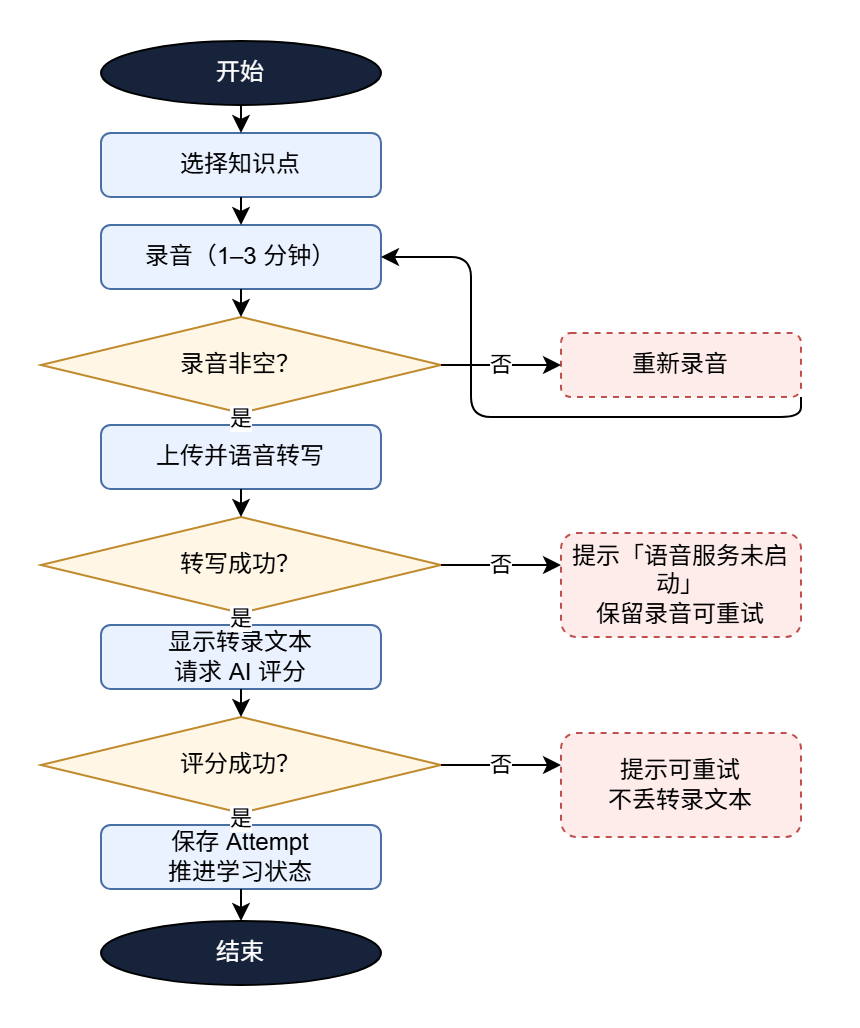 开始
选择知识点
录音（1–3 分钟）
录音非空？
否
重新录音
是
上传并语音转写
转写成功？
否
提示「语音服务未启
动」
保留录音可重试
是
显示转录文本
请求 AI 评分
评分成功？
否
提示可重试
不丢转录文本
是
保存 Attempt
推进学习状态
结束